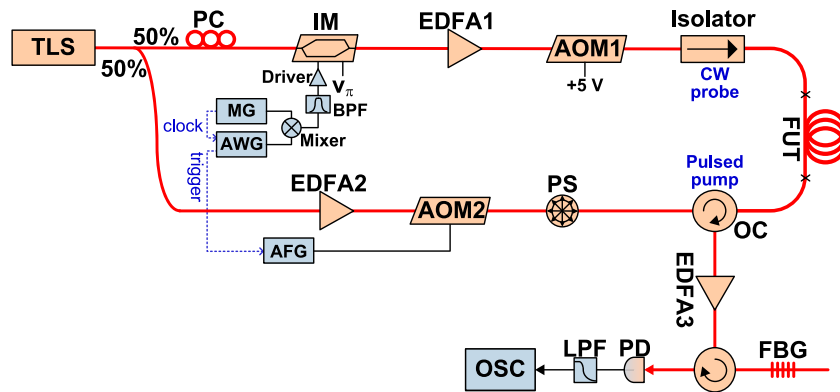 TLS
50%
50%
PC
IM
EDFA1
AOM1
Isolator
Driver
Vπ
+5 V
CW
probe
MG
BPF
clock
AWG
Mixer
FUT
trigger
EDFA2
AOM2
PS
Pulsed
pump
OC
AFG
EDFA3
OSC
LPF
PD
FBG